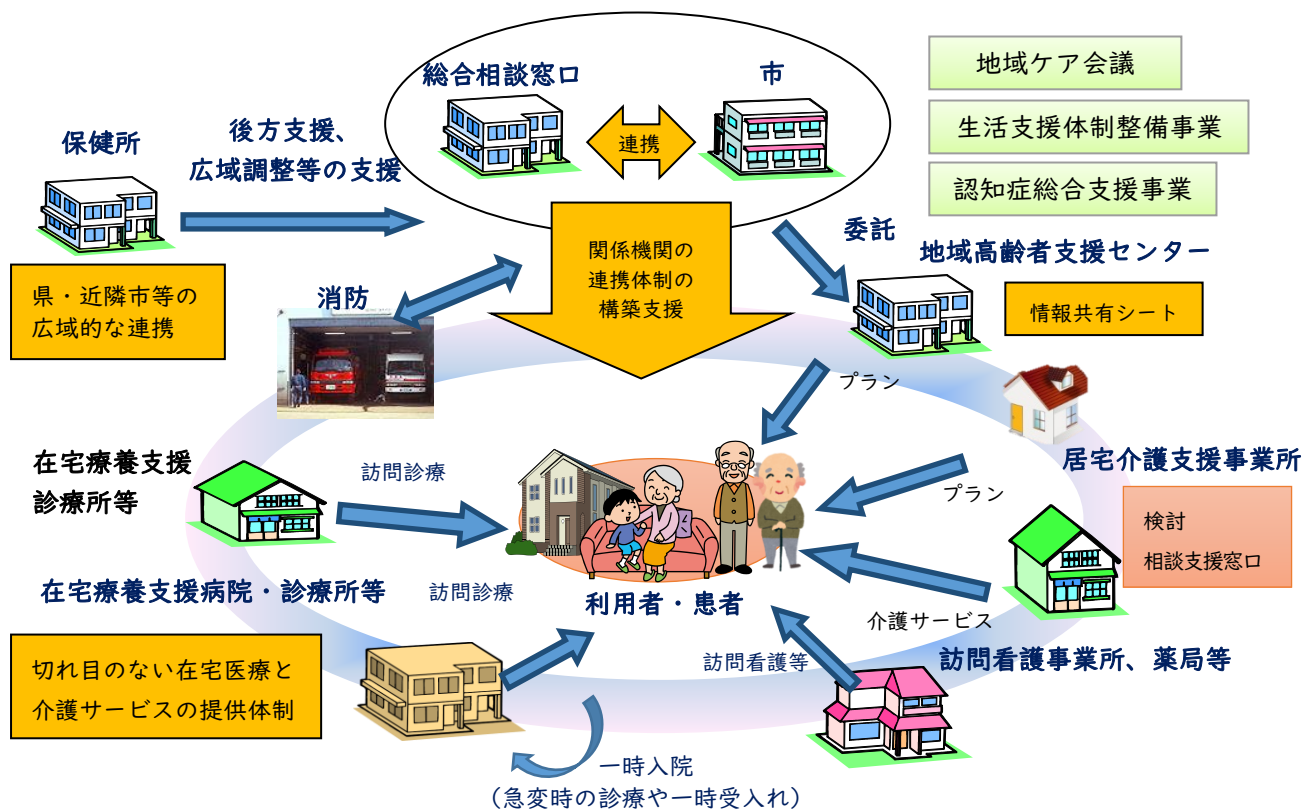 総合相談窓口
市
連携
地域ケア会議
生活支援体制整備事業
認知症総合支援事業
保健所
後方支援、
広域調整等の支援
県・近隣市等の
広域的な連携
消防
関係機関の
連携体制の
構築支援
委託
地域高齢者支援センター
情報共有シート
プラン
在宅療養支援
診療所等
訪問診療
居宅介護支援事業所
プラン
検討
相談支援窓口
在宅療養支援病院・診療所等
訪問診療
利用者・患者
介護サービス
訪問看護等
訪問看護事業所、薬局等
切れ目のない在宅医療と
介護サービスの提供体制
一時入院
（急変時の診療や一時受入れ）